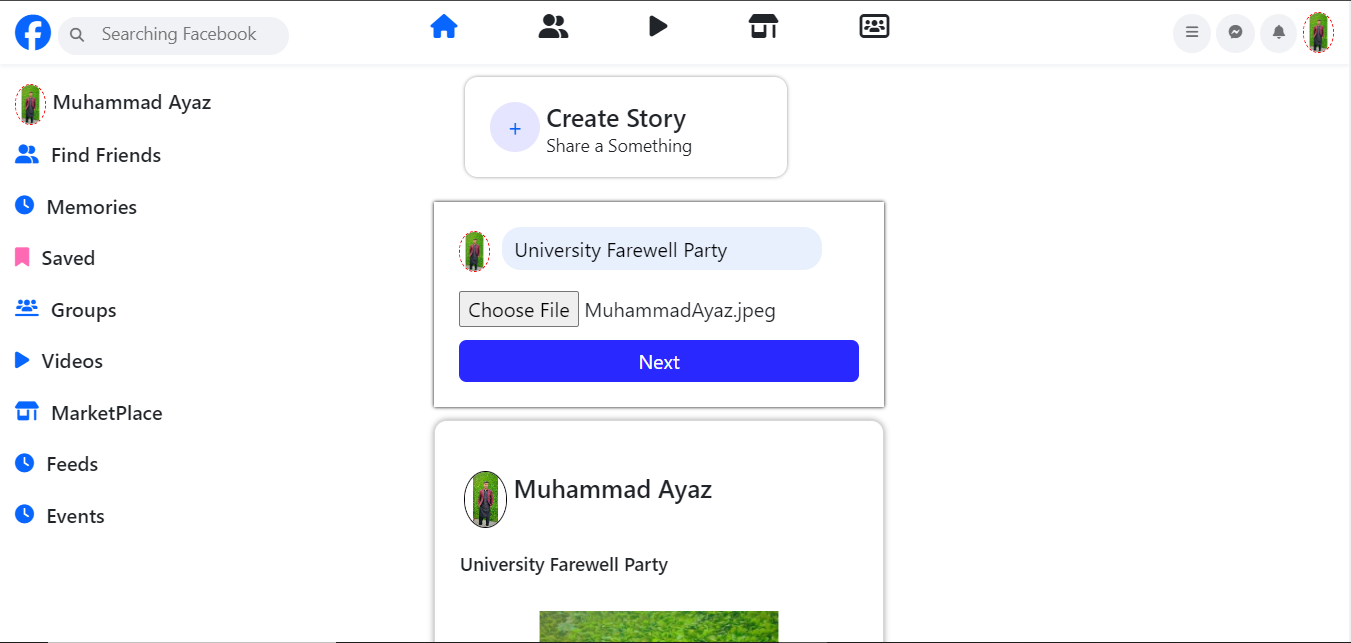 Searching Facebook
Muhammad Ayaz
Find Friends
Memories
Saved
Groups
Videos
MarketPlace
Feeds
Events
+
Create Story
Share a Something
University Farewell Party
Choose File MuhammadAyaz.jpeg
Next
Muhammad Ayaz
University Farewell Party